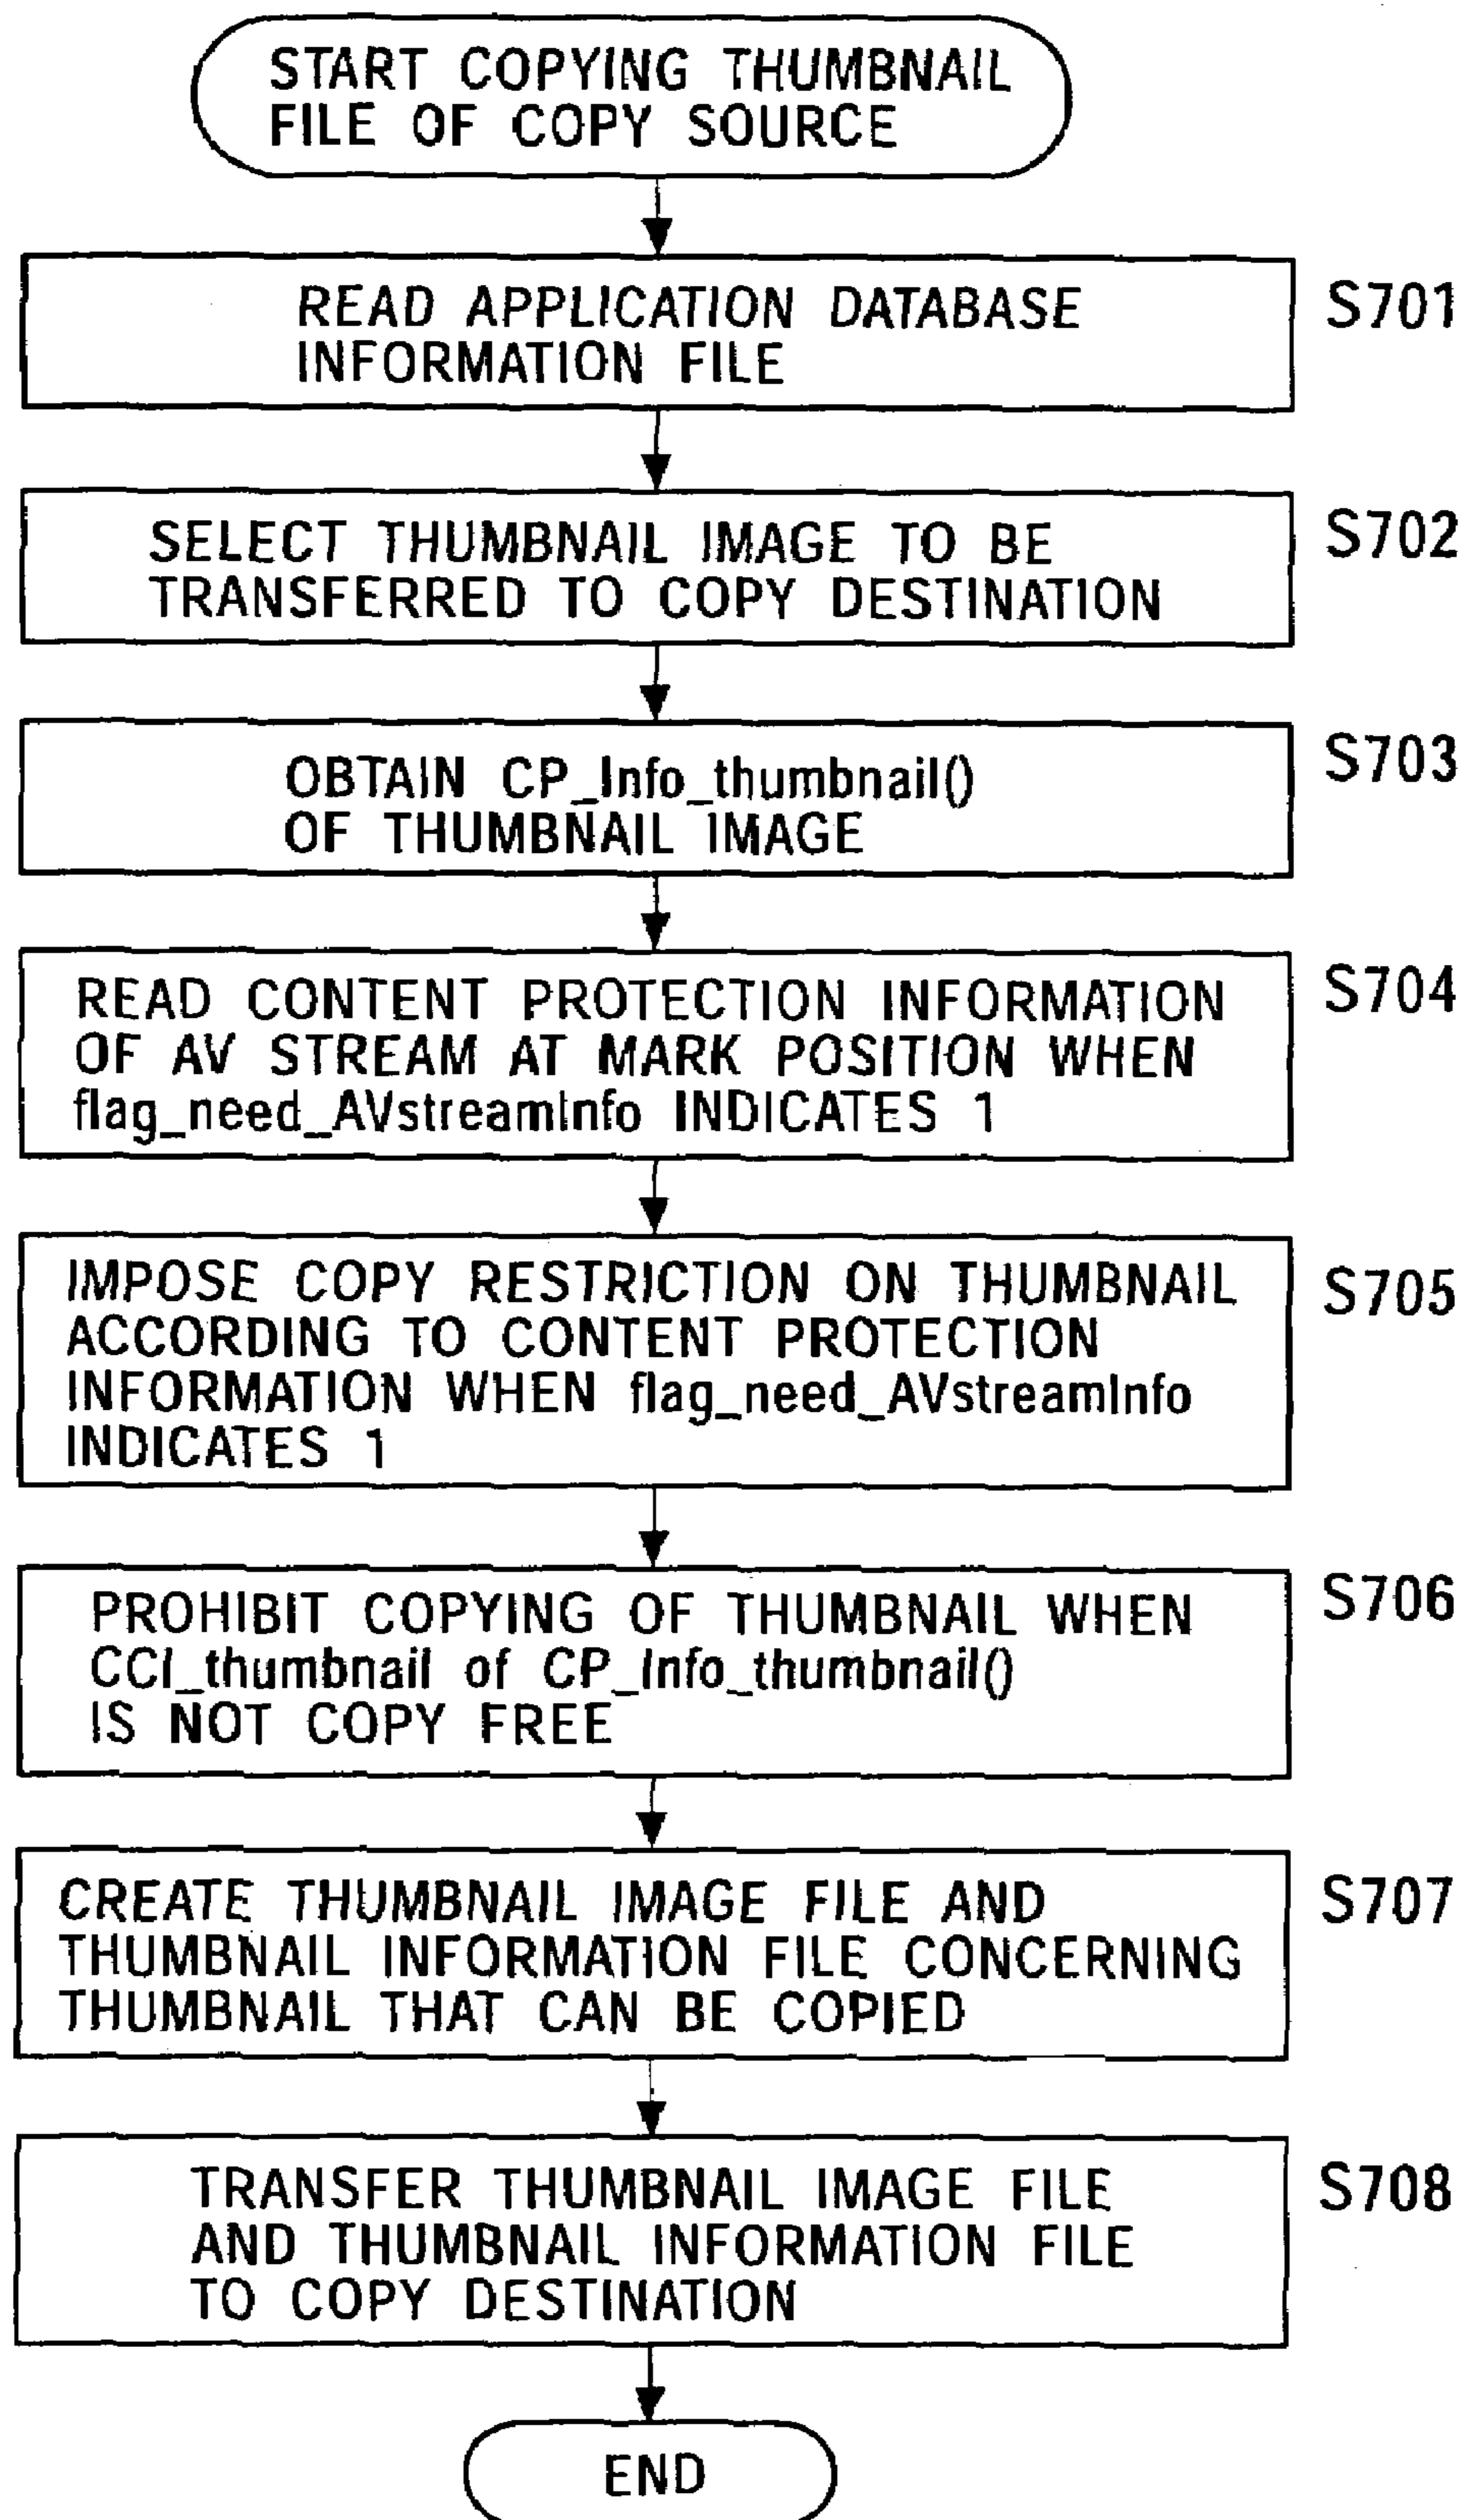 START COPYING THUMBNAIL
FILE OF COPY SOURCE
READ APPLICATION DATABASE
INFORMATION FILE
S701
SELECT THUMBNAIL IMAGE TO BE
TRANSFERRED TO COPY DESTINATION
S702
OBTAIN CP_Info_thumbnail()
OF THUMBNAIL IMAGE
S703
READ CONTENT PROTECTION INFORMATION
OF AV STREAM AT MARK POSITION WHEN
flag_need_AVstreamInfo INDICATES 1
S704
IMPOSE COPY RESTRICTION ON THUMBNAIL
ACCORDING TO CONTENT PROTECTION
INFORMATION WHEN flag_need_AVstreamInfo
INDICATES 1
S705
PROHIBIT COPYING OF THUMBNAIL WHEN
CCI_thumbnail of CP_Info_thumbnail()
IS NOT COPY FREE
S706
CREATE THUMBNAIL IMAGE FILE AND
THUMBNAIL INFORMATION FILE CONCERNING
THUMBNAIL THAT CAN BE COPIED
S707
TRANSFER THUMBNAIL IMAGE FILE
AND THUMBNAIL INFORMATION FILE
TO COPY DESTINATION
S708
END